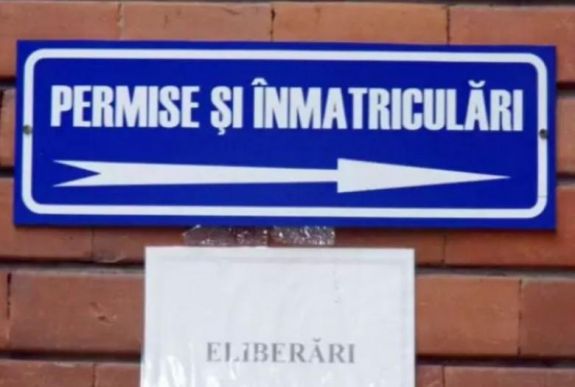 PERMISE ŞI ÎNMATRICULĂRI
ELIBERĂRI